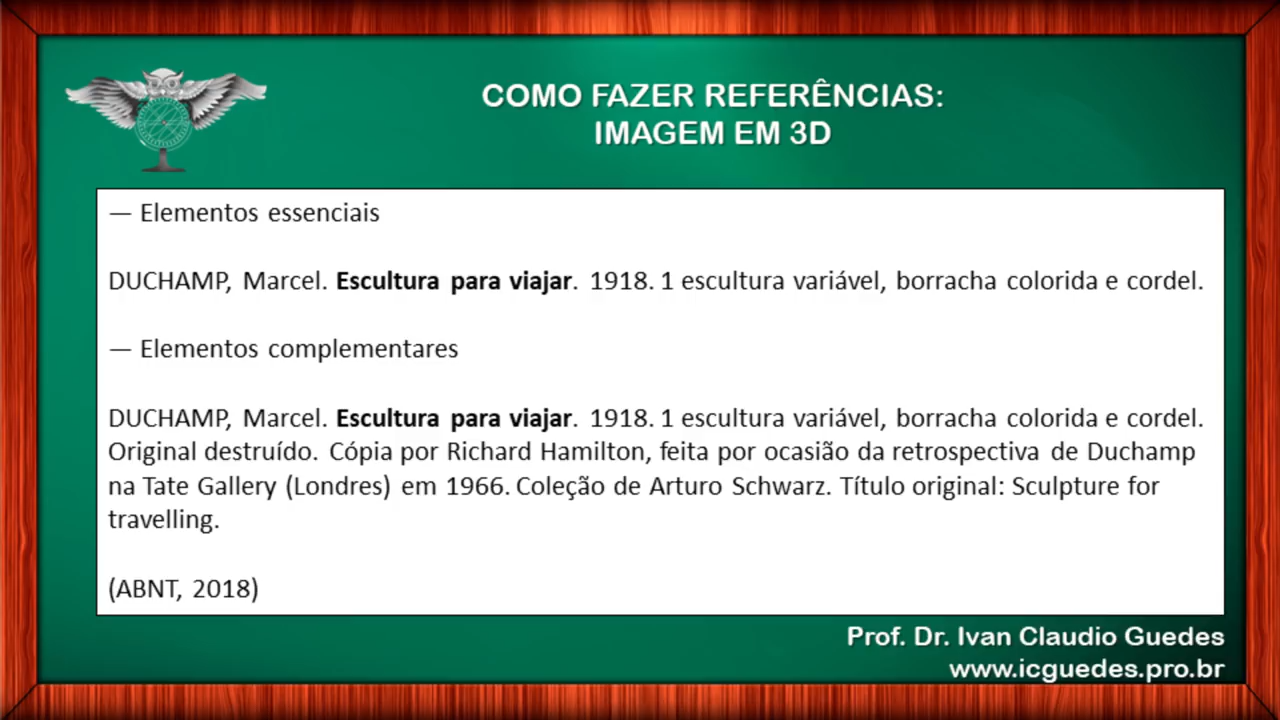 COMO FAZER REFERÊNCIAS:
IMAGEM EM 3D
— Elementos essenciais
DUCHAMP, Marcel. Escultura para viajar. 1918. 1 escultura variável, borracha colorida e cordel.
— Elementos complementares
DUCHAMP, Marcel. Escultura para viajar. 1918. 1 escultura variável, borracha colorida e cordel.
Original destruído. Cópia por Richard Hamilton, feita por ocasião da retrospectiva de Duchamp
na Tate Gallery (Londres) em 1966. Coleção de Arturo Schwarz. Título original: Sculpture for
travelling.
(ABNT, 2018)
Prof. Dr. Ivan Claudio Guedes
www.icguedes.pro.br